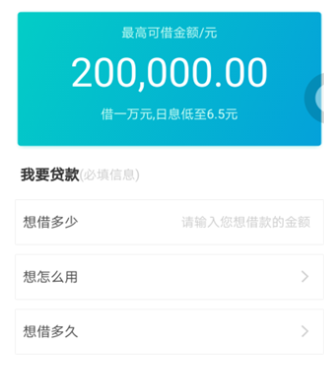 最高可借金额/元
200,000.00
借一万元,日息低至6.5元
我要贷款(必填信息)
想借多少 请输入您想借款的金额
想怎么用
想借多久